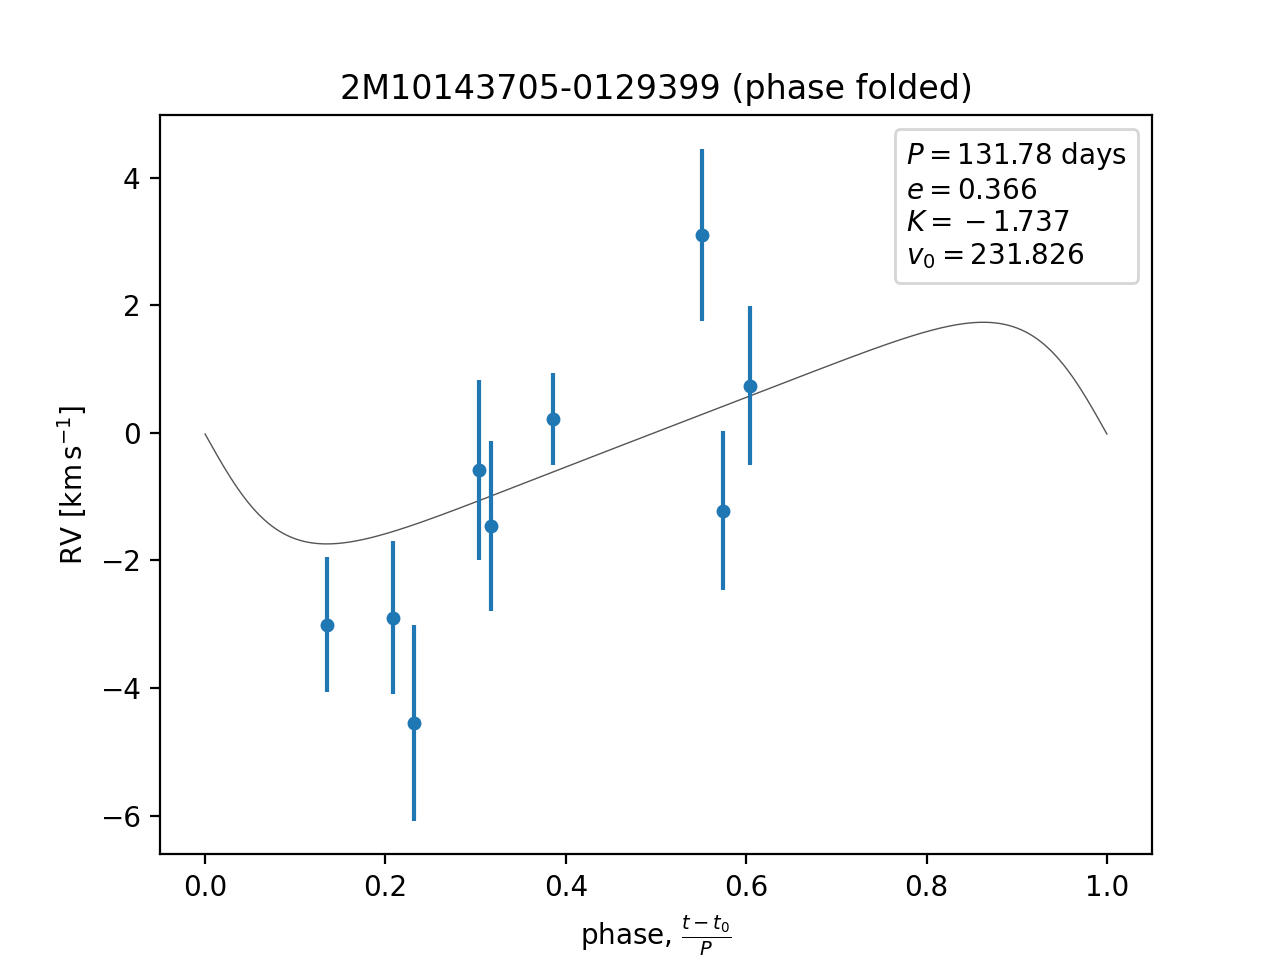 2M10143705-0129399 (phase folded)
P = 131.78 days
e = 0.366
K = −1.737
v₀ = 231.826
4
2
0
−2
−4
−6
RV [km s⁻¹]
0.0 0.2 0.4 0.6 0.8 1.0
phase, (t − t₀)/P